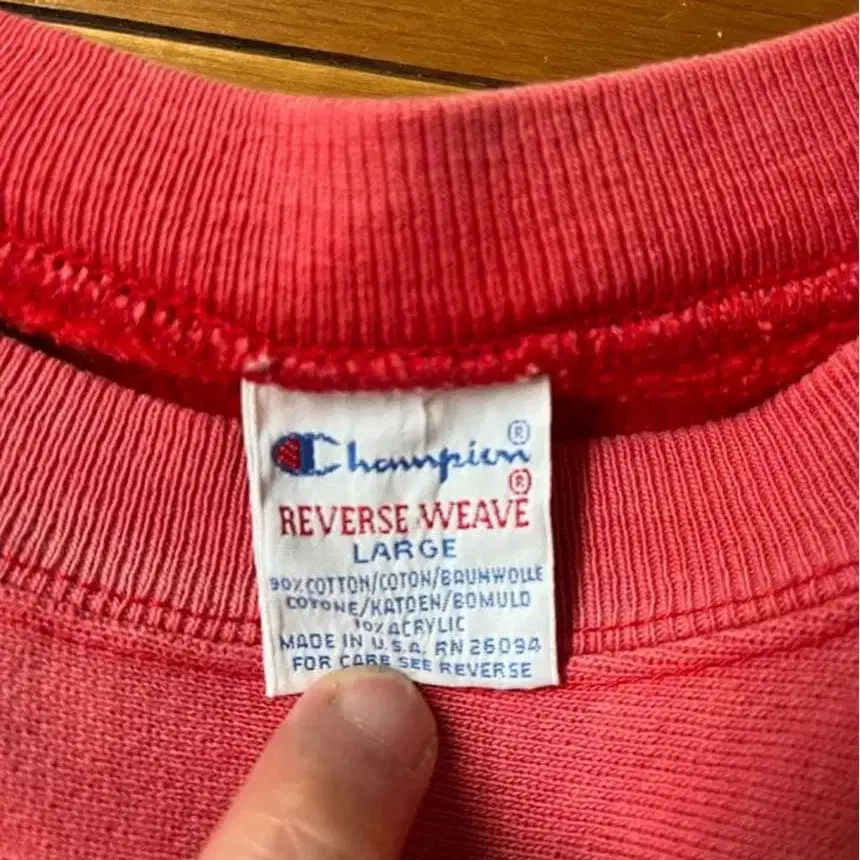 Champion®
REVERSE WEAVE®
LARGE
90% COTTON/COTON/BAUMWOLLE
COTONE/KATOEN/BOMULD
10% ACRYLIC
MADE IN U.S.A. RN 26094
FOR CARE SEE REVERSE